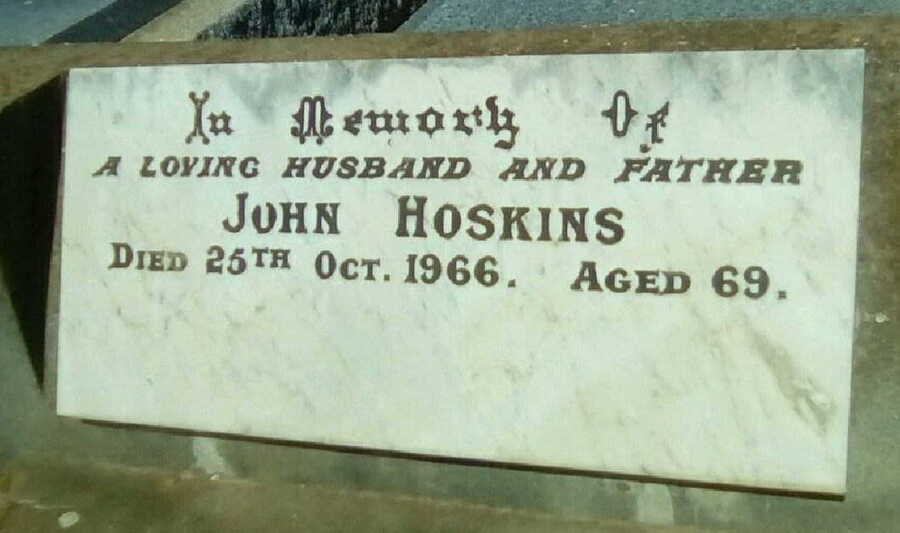 In Memory Of
A LOVING HUSBAND AND FATHER
JOHN HOSKINS
DIED 25TH OCT. 1966. AGED 69.